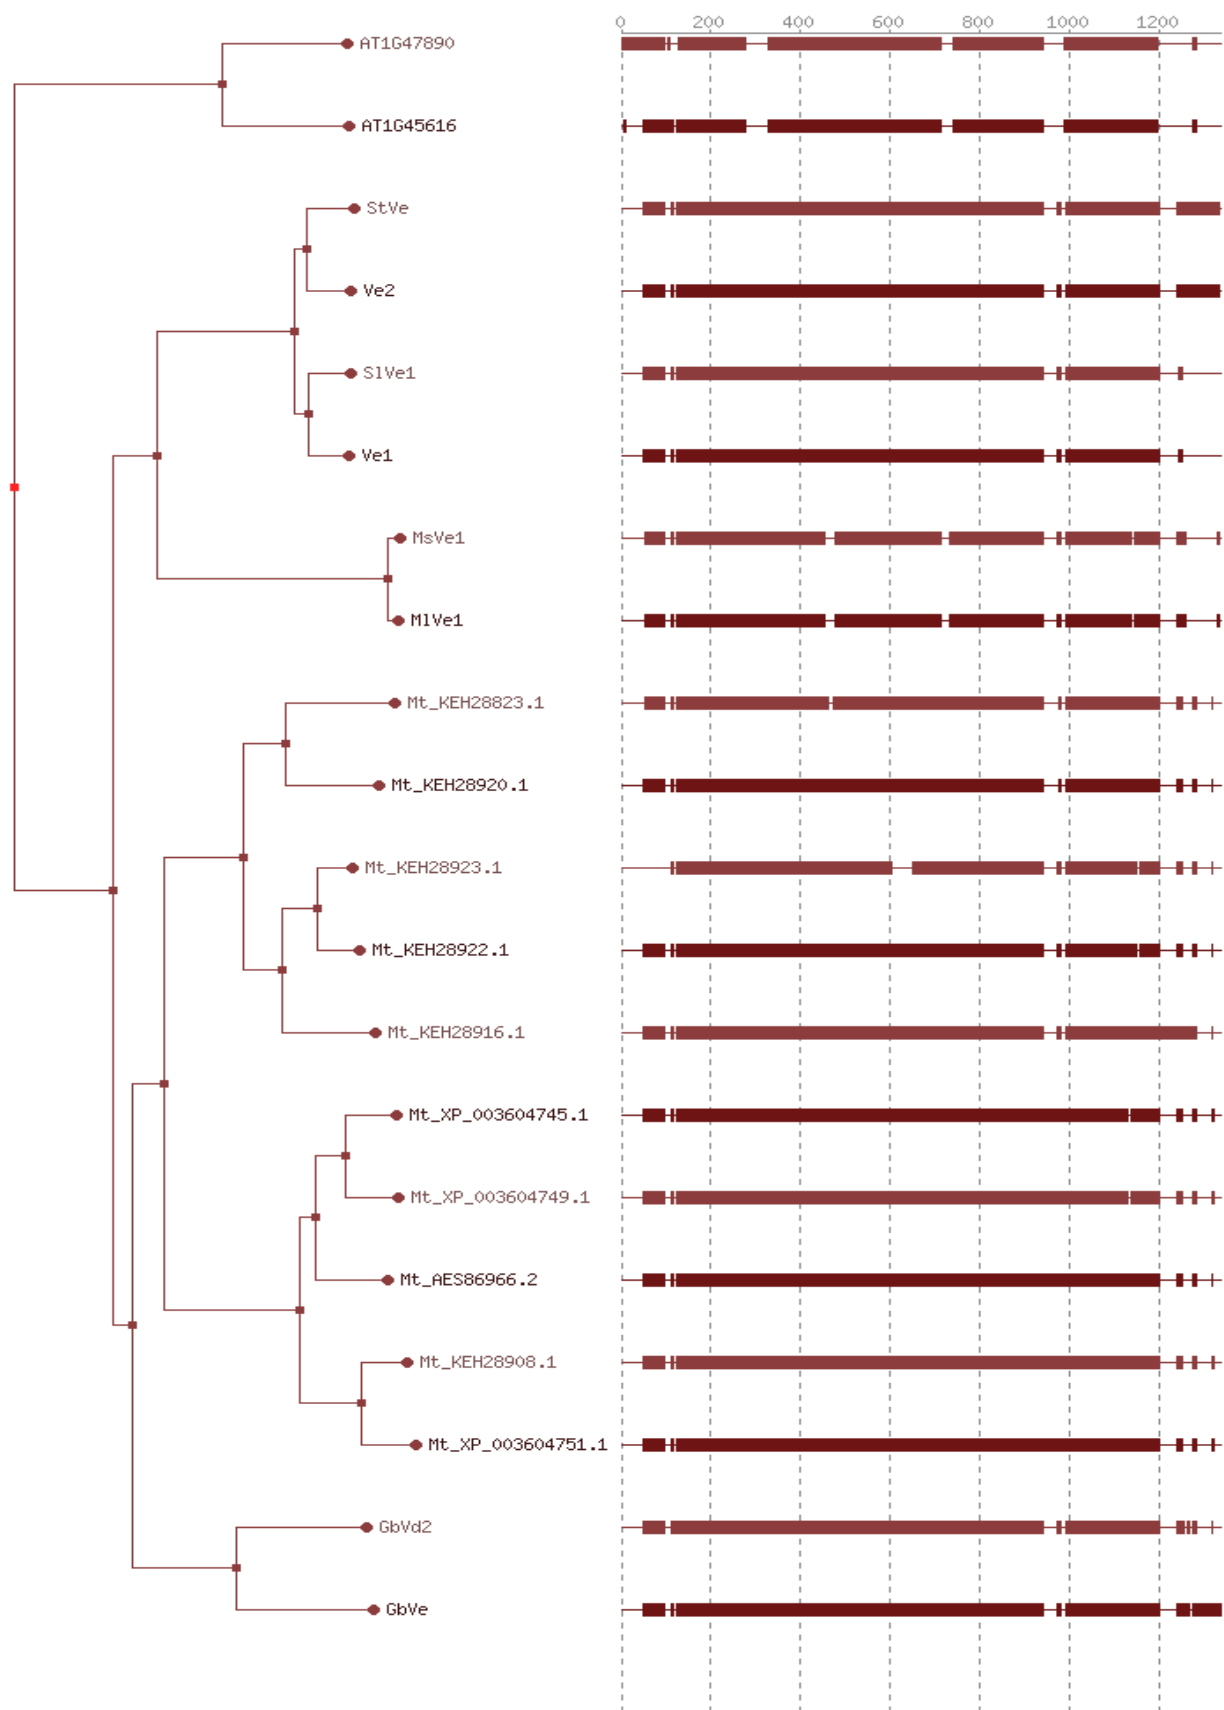 0 200 400 600 800 1000 1200
AT1G47890
AT1G45616
StVe
Ve2
SlVe1
Ve1
MsVe1
MlVe1
Mt_KEH28823.1
Mt_KEH28920.1
Mt_KEH28923.1
Mt_KEH28922.1
Mt_KEH28916.1
Mt_XP_003604745.1
Mt_XP_003604749.1
Mt_AES86966.2
Mt_KEH28908.1
Mt_XP_003604751.1
GbVd2
GbVe